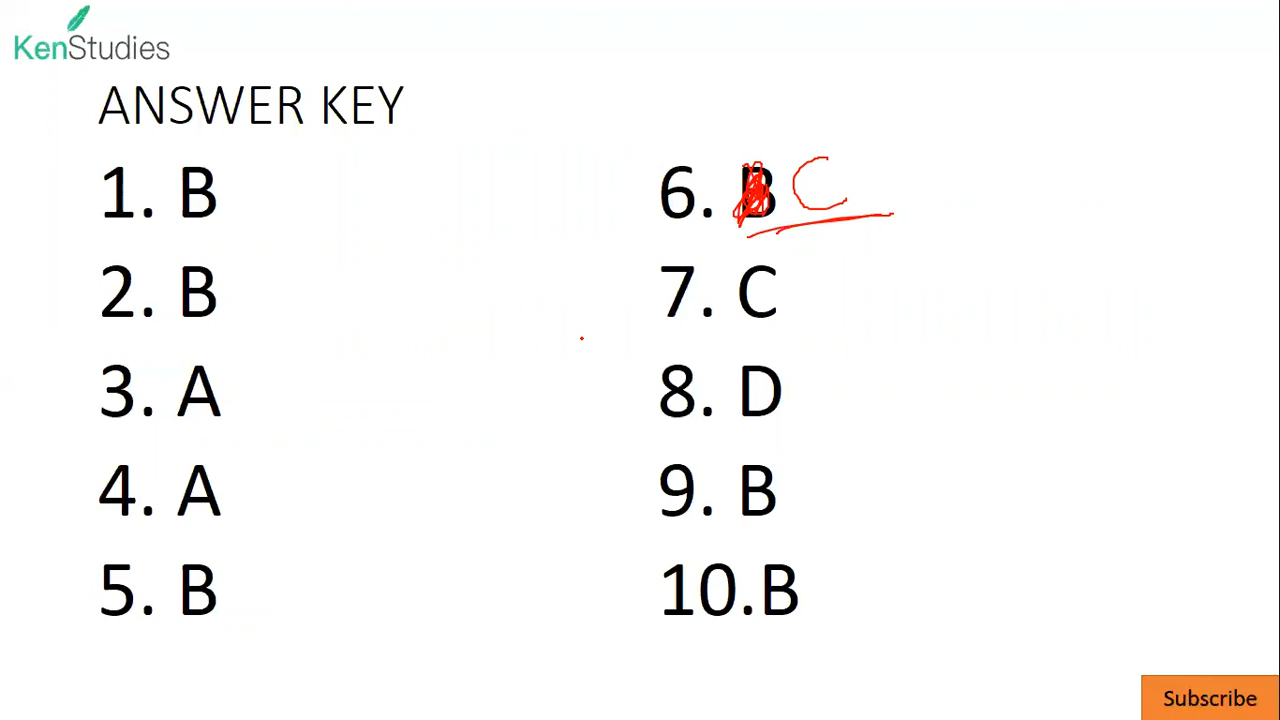 KenStudies
ANSWER KEY
1. B
2. B
3. A
4. A
5. B
6. B C
7. C
8. D
9. B
10.B
Subscribe